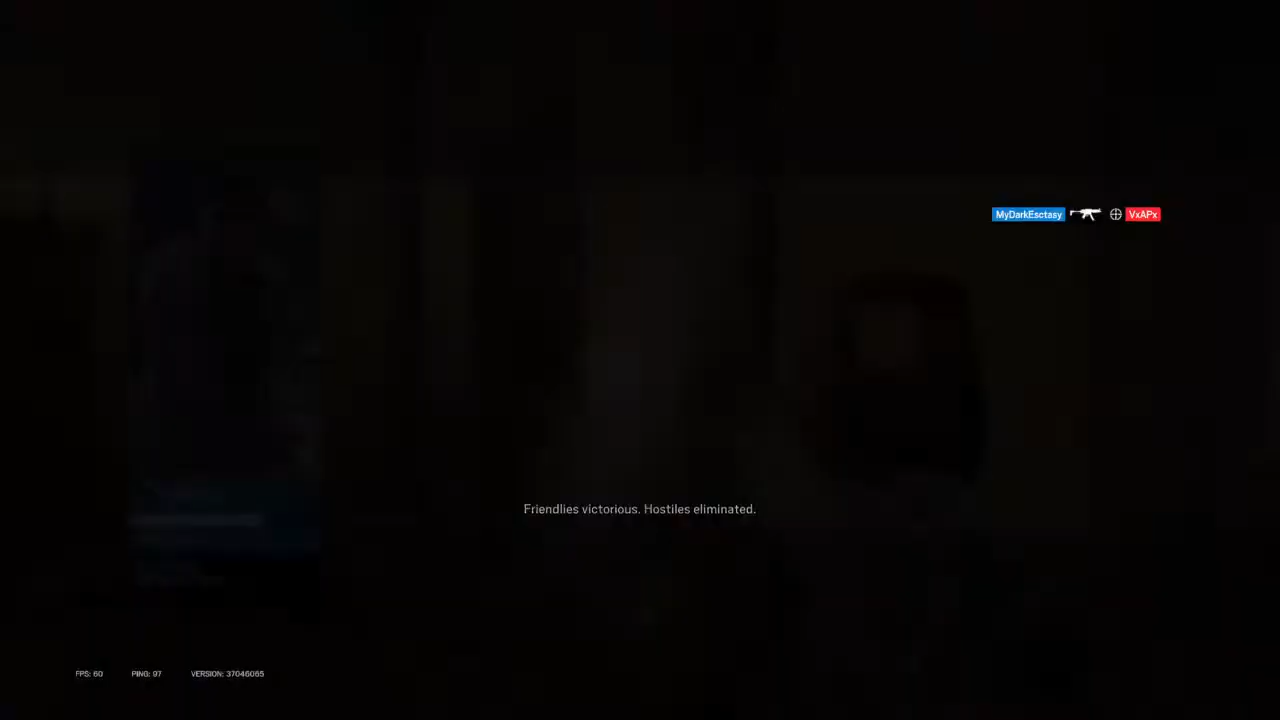 MyDarkEsctasy VxAPx
Friendlies victorious. Hostiles eliminated.
FPS: 60 PING: 97 VERSION: 37046065